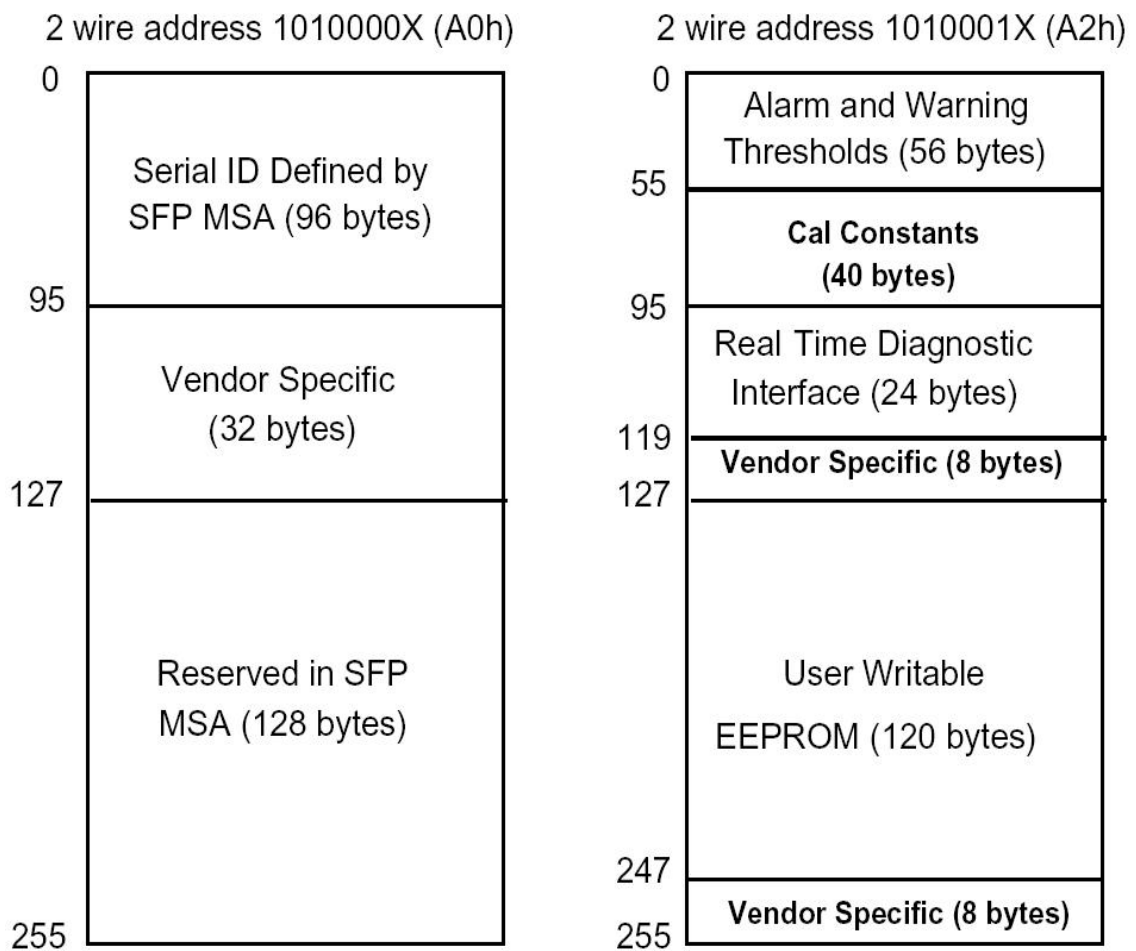 2 wire address 1010000X (A0h)
0
Serial ID Defined by
SFP MSA (96 bytes)
95
Vendor Specific
(32 bytes)
127
Reserved in SFP
MSA (128 bytes)
255
2 wire address 1010001X (A2h)
0
Alarm and Warning
Thresholds (56 bytes)
55
Cal Constants
(40 bytes)
95
Real Time Diagnostic
Interface (24 bytes)
119
Vendor Specific (8 bytes)
127
User Writable
EEPROM (120 bytes)
247
Vendor Specific (8 bytes)
255